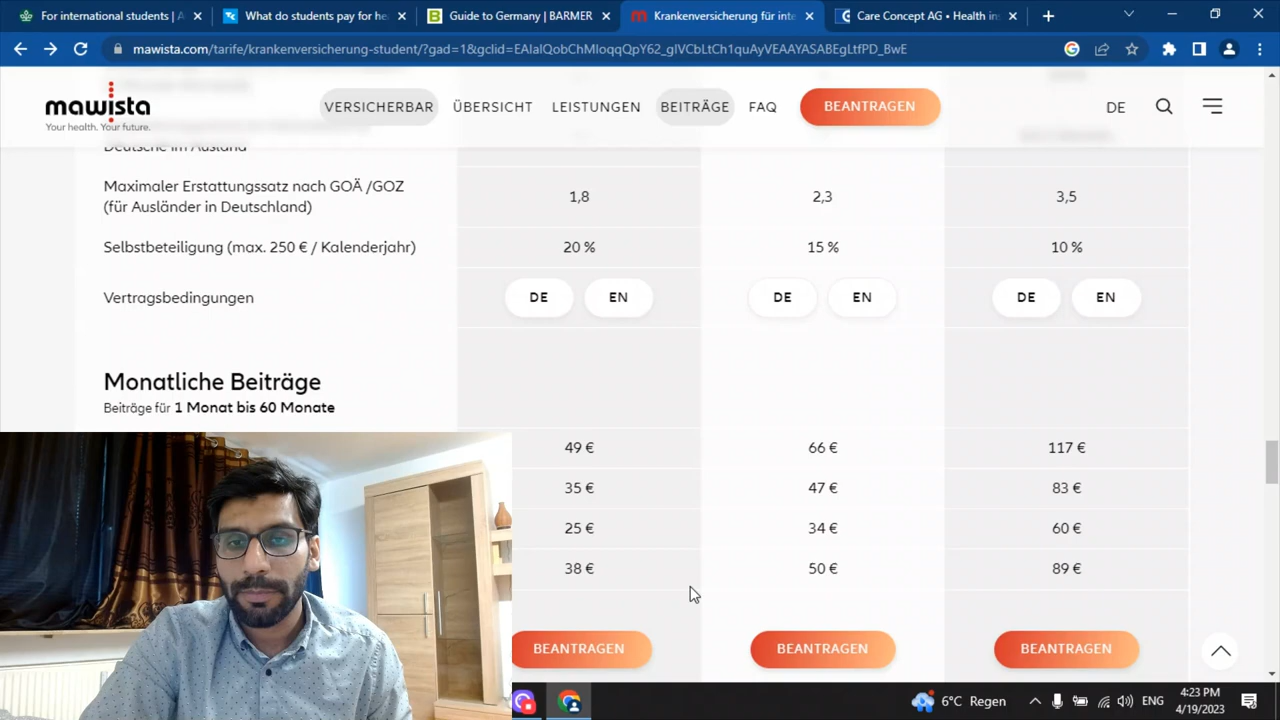 For international students | A
What do students pay for he
Guide to Germany | BARMER
Krankenversicherung für inte
Care Concept AG • Health ins
mawista.com/tarife/krankenversicherung-student/?gad=1&gclid=EAIaIQobChMIoqqQpY62_gIVCbLtCh1quAyVEAAYASABEgLtfPD_BwE
mawista
Your health. Your future.
VERSICHERBAR
ÜBERSICHT
LEISTUNGEN
BEITRÄGE
FAQ
BEANTRAGEN
DE
Deutsche im Ausland
Maximaler Erstattungssatz nach GOÄ /GOZ
(für Ausländer in Deutschland)
1,8
2,3
3,5
Selbstbeteiligung (max. 250 € / Kalenderjahr)
20 %
15 %
10 %
Vertragsbedingungen
DE
EN
DE
EN
DE
EN
Monatliche Beiträge
Beiträge für 1 Monat bis 60 Monate
49 €
66 €
117 €
35 €
47 €
83 €
25 €
34 €
60 €
38 €
50 €
89 €
BEANTRAGEN
BEANTRAGEN
BEANTRAGEN
6°C Regen
ENG
4:23 PM
4/19/2023